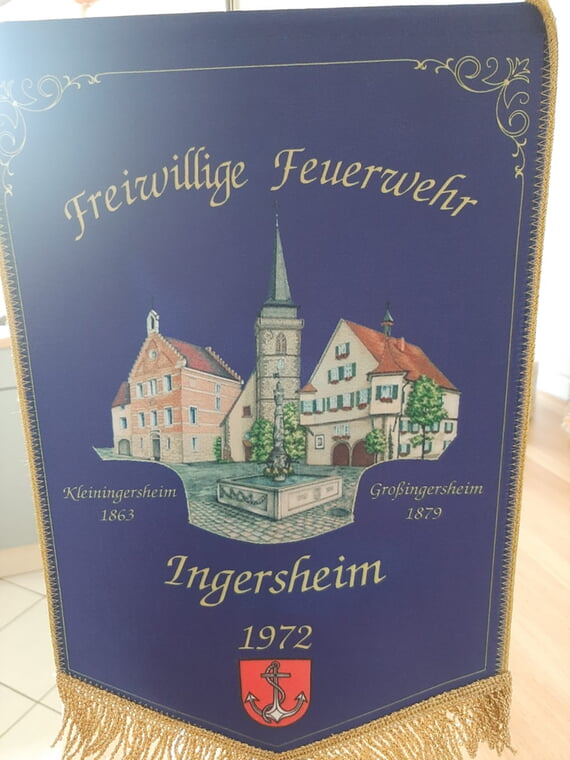 Freiwillige Feuerwehr
Kleiningersheim
1863
Großingersheim
1879
Ingersheim
1972